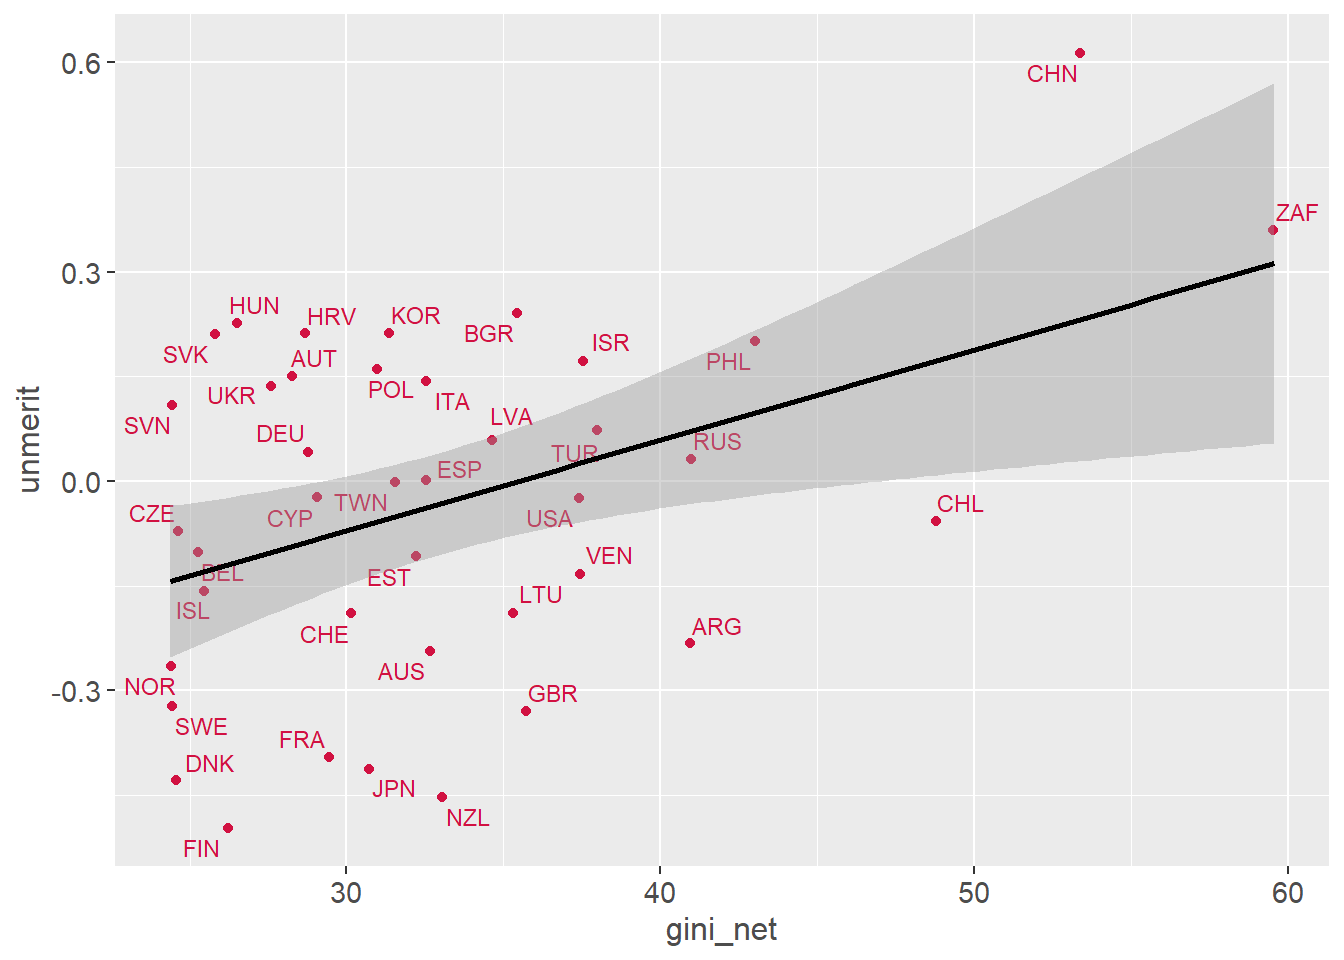 0.6
CHN
ZAF
0.3
HUN
HRV
KOR
BGR
ISR
SVK
AUT
PHL
UKR
POL
ITA
SVN
LVA
DEU
RUS
TUR
ESP
unmerit
0.0
TWN
CHL
CZE
CYP
USA
VEN
BEL
EST
LTU
ISL
ARG
CHE
AUS
NOR
-0.3
GBR
SWE
FRA
DNK
JPN
NZL
FIN
30
40
50
60
gini_net